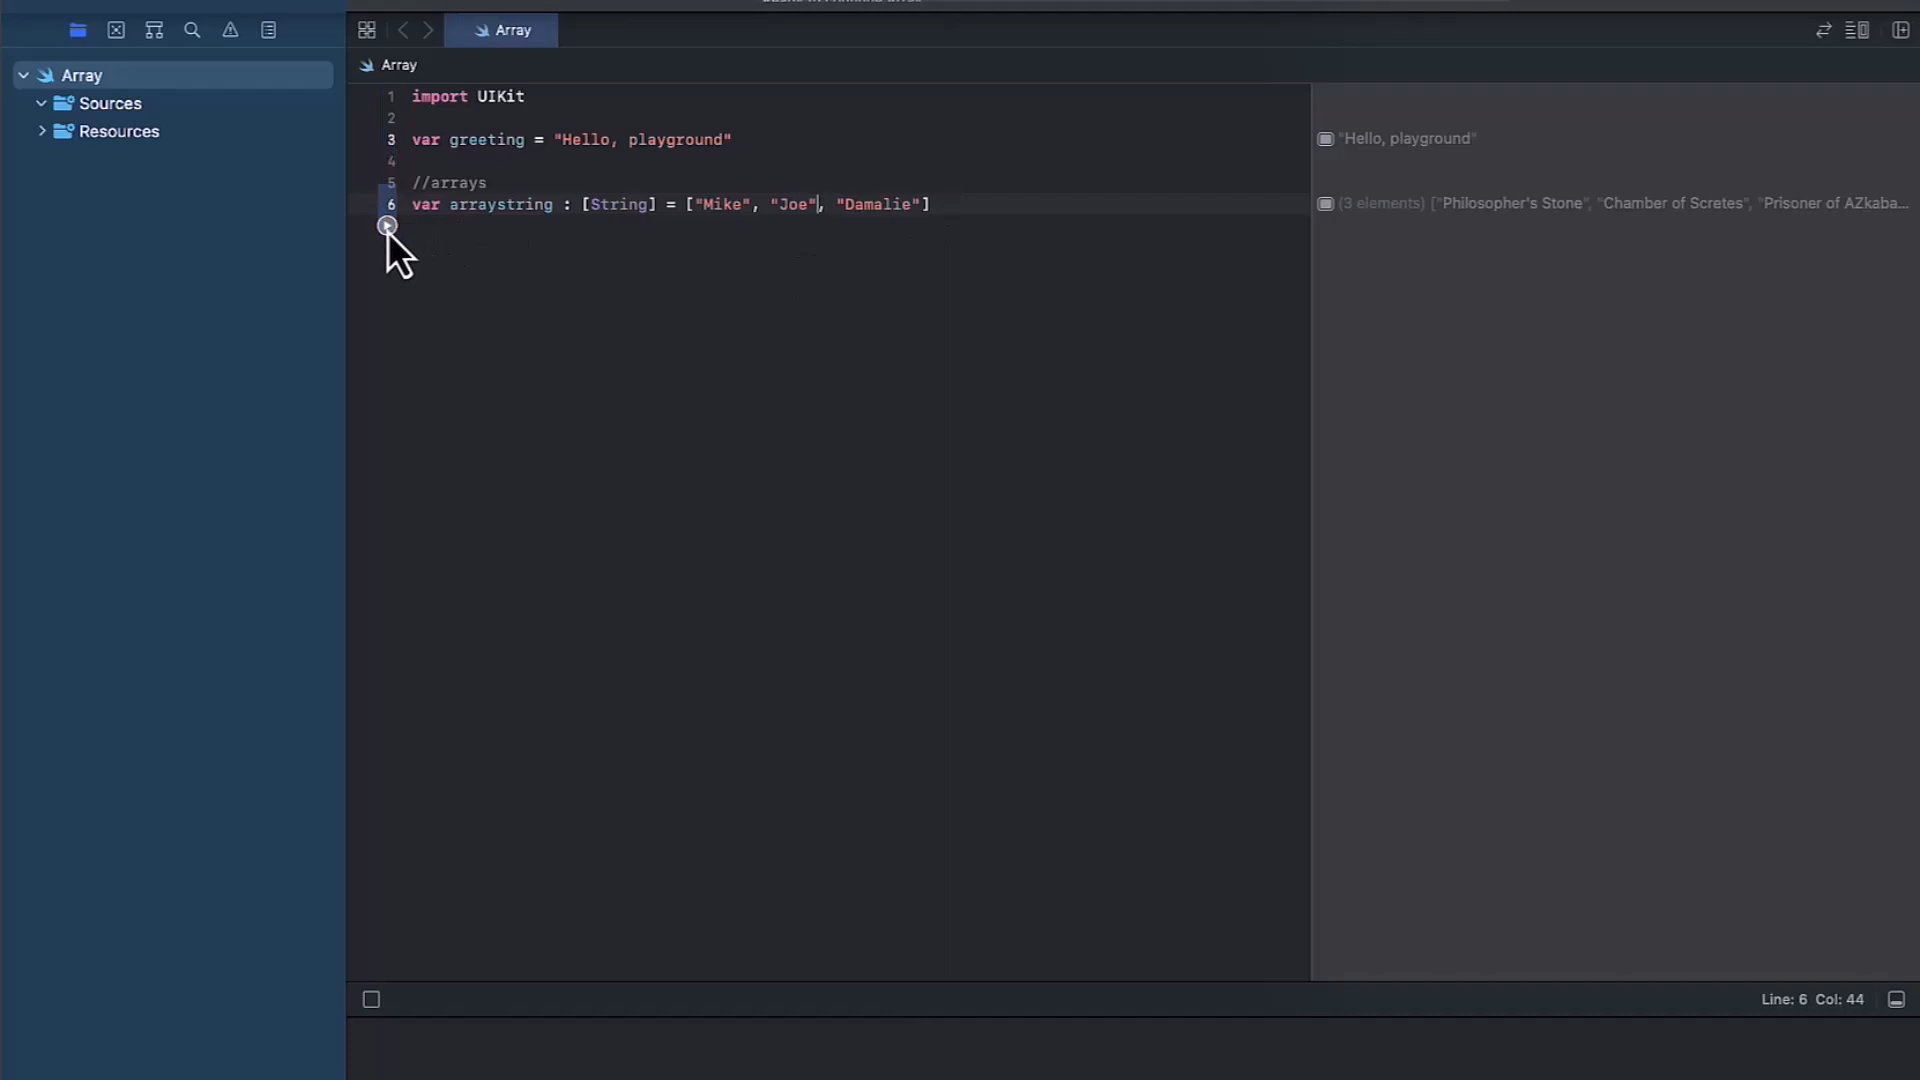 Array
Sources
Resources
Array
Array
1 import UIKit
2
3 var greeting = "Hello, playground"
4
5 //arrays
6 var arraystring : [String] = ["Mike", "Joe", "Damalie"]
"Hello, playground"
(3 elements) ["Philosopher's Stone", "Chamber of Scretes", "Prisoner of AZkaba...
Line: 6 Col: 44